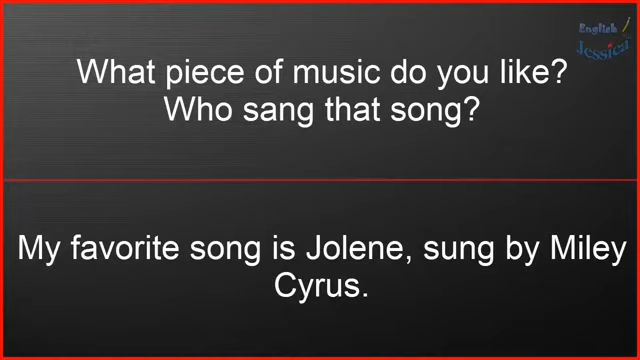 English
Jessica
What piece of music do you like?
Who sang that song?
My favorite song is Jolene, sung by Miley
Cyrus.